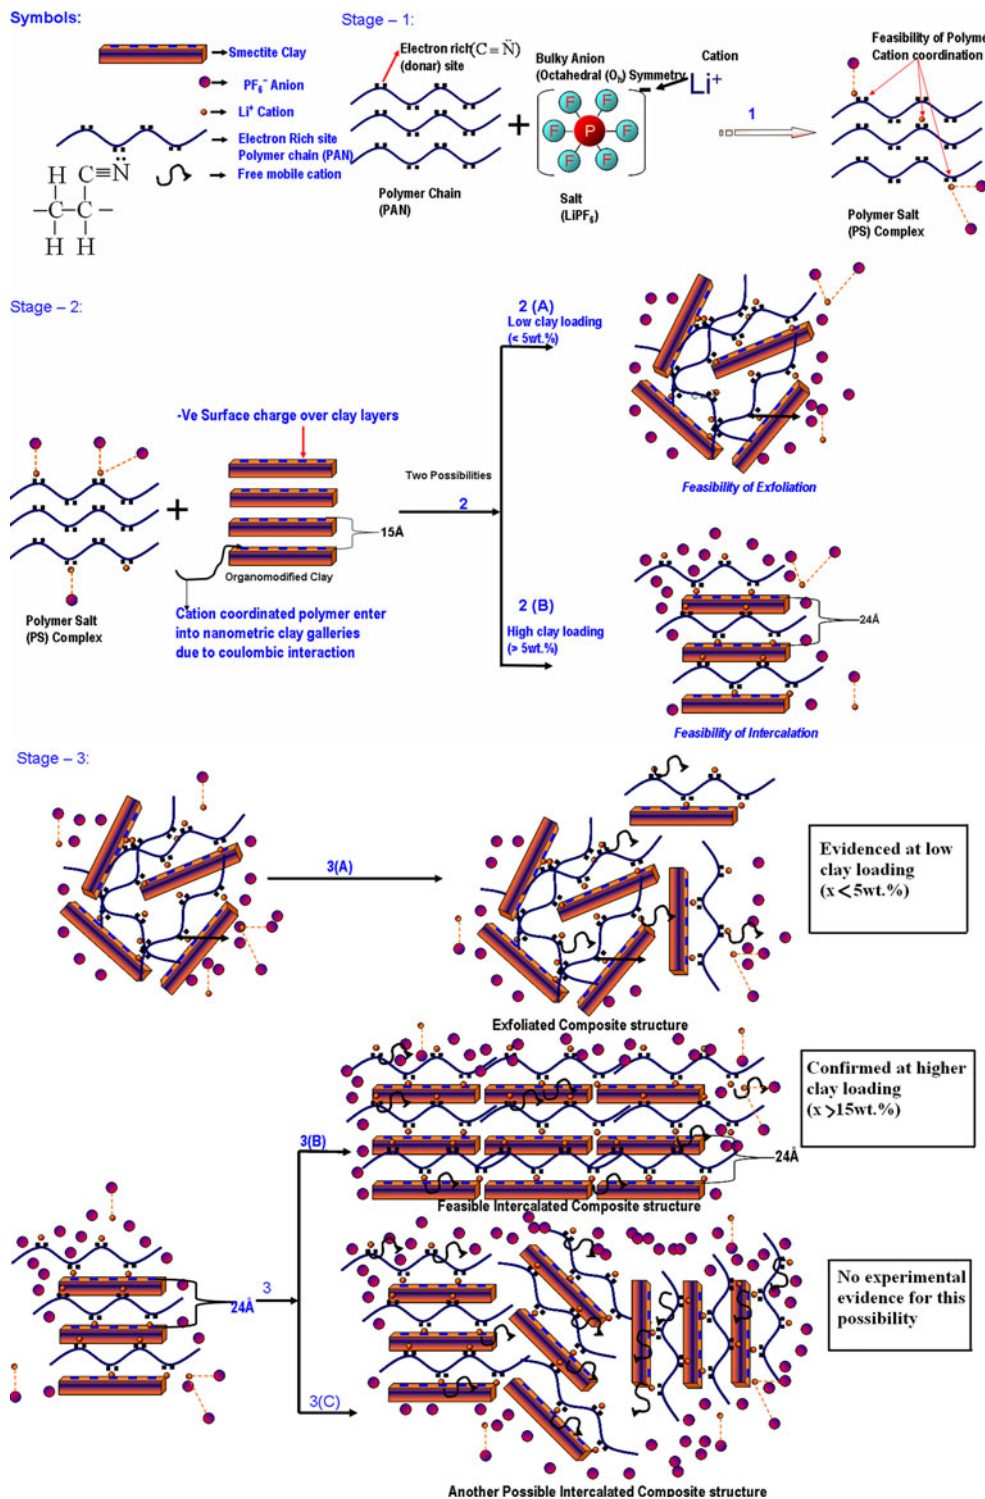 Symbols:
Smectite Clay
PF6⁻ Anion
Li⁺ Cation
Electron Rich site
Polymer chain (PAN)
Free mobile cation
H C≡N̈
–C–C–
H H
Stage – 1:
Electron rich(C≡N̈)
(donar) site
Polymer Chain
(PAN)
+
Bulky Anion
(Octahedral (Oh) Symmetry)
F F
F P F
F F
–
Salt
(LiPF6)
Cation
Li⁺
1
Feasibility of Polyme
Cation coordination
Polymer Salt
(PS) Complex
Stage – 2:
Polymer Salt
(PS) Complex
+
-Ve Surface charge over clay layers
15Å
Organomodified Clay
Cation coordinated polymer enter
into nanometric clay galleries
due to coulombic interaction
Two Possibilities
2
2 (A)
Low clay loading
(< 5wt.%)
Feasibility of Exfoliation
2 (B)
High clay loading
(> 5wt.%)
24Å
Feasibility of Intercalation
Stage – 3:
3(A)
Exfoliated Composite structure
Evidenced at low
clay loading
(x<5wt.%)
24Å
3
3(B)
24Å
Feasible Intercalated Composite structure
Confirmed at higher
clay loading
(x>15wt.%)
3(C)
Another Possible Intercalated Composite structure
No experimental
evidence for this
possibility